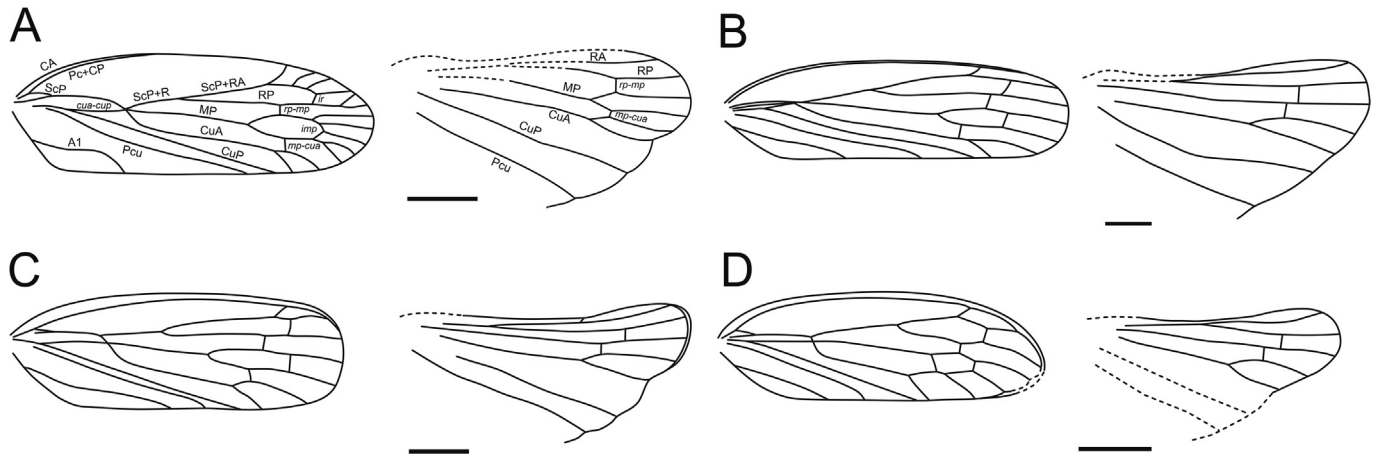 A
CA
Pc+CP
ScP
cua-cup
ScP+R
ScP+RA
RP
ir
MP
rp-mp
CuA
imp
mp-cua
A1
Pcu
CuP
RA
RP
MP
rp-mp
CuA
mp-cua
CuP
Pcu
B
C
D